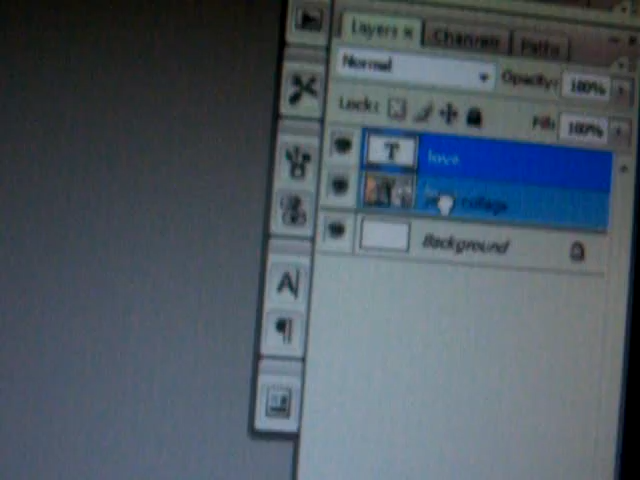 Layers × Channels Paths
Normal Opacity: 100%
Lock: Fill: 100%
T love
collage
Background
A
¶